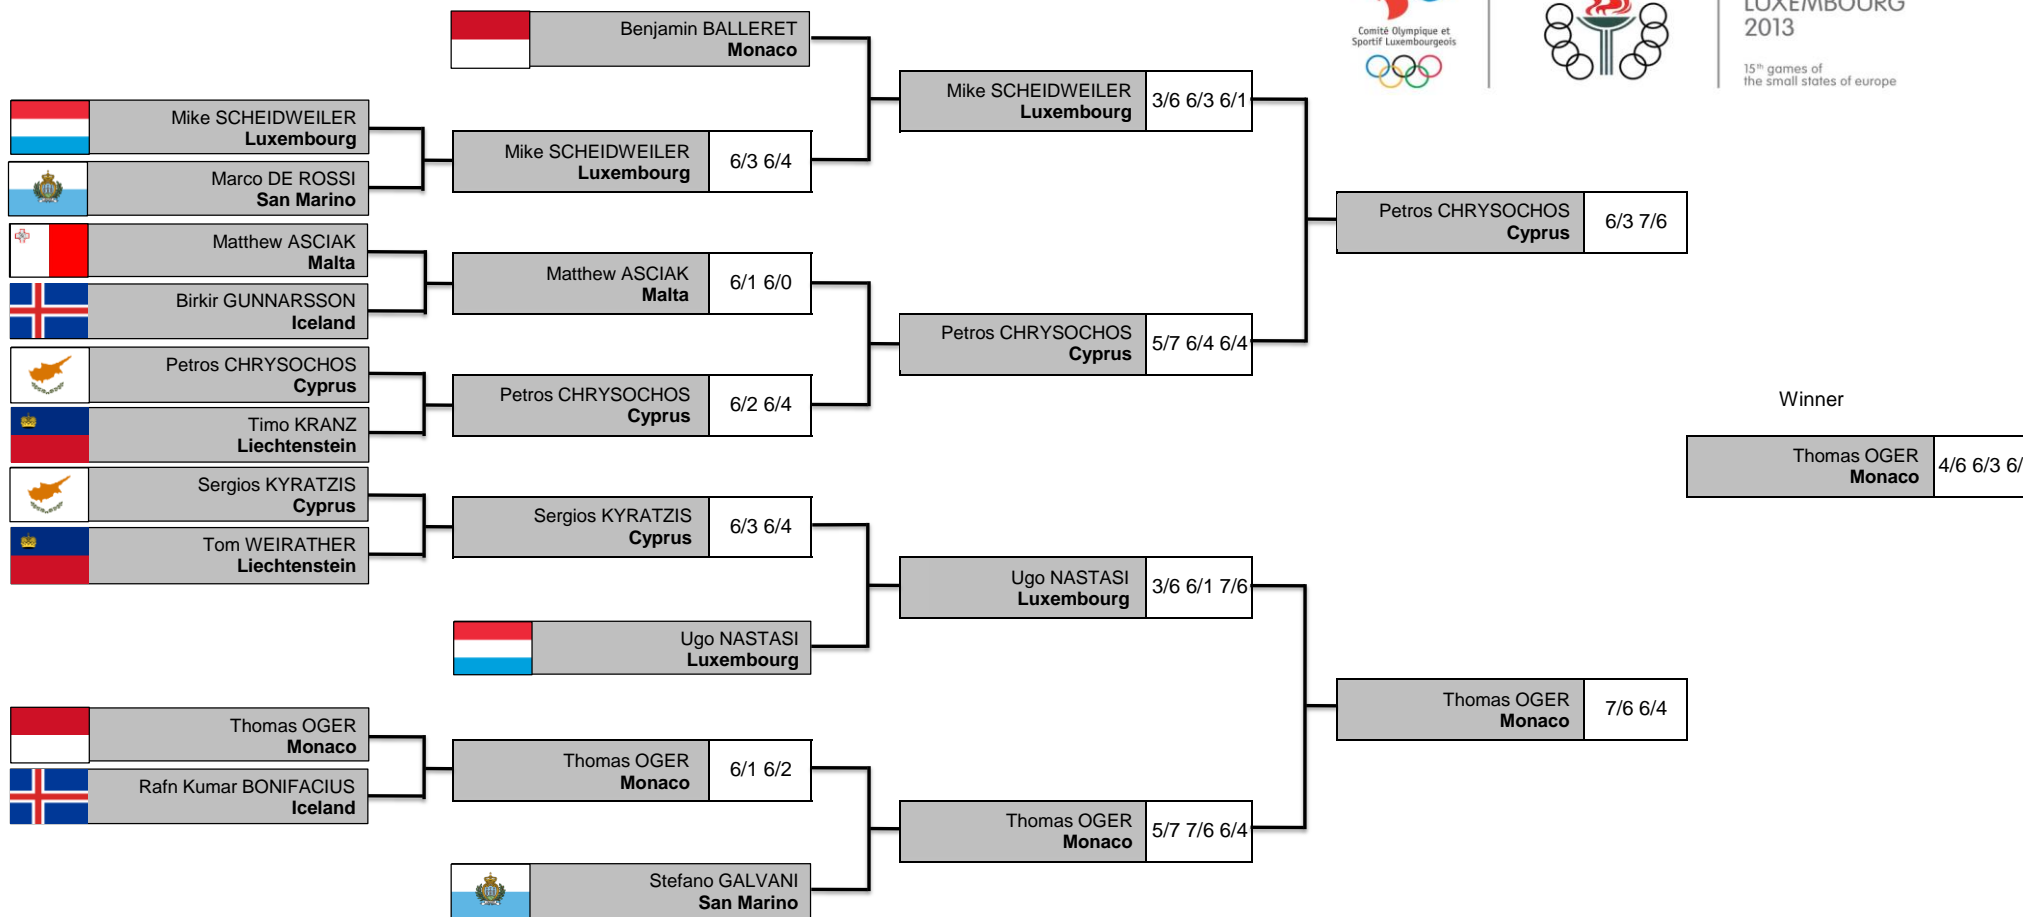 Comité Olympique et
Sportif Luxembourgeois
LUXEMBOURG
2013
15th games of
the small states of europe
Benjamin BALLERET
Monaco
Mike SCHEIDWEILER
Luxembourg
3/6 6/3 6/1
Mike SCHEIDWEILER
Luxembourg
Mike SCHEIDWEILER
Luxembourg
6/3 6/4
Marco DE ROSSI
San Marino
Petros CHRYSOCHOS
Cyprus
6/3 7/6
Matthew ASCIAK
Malta
Matthew ASCIAK
Malta
6/1 6/0
Birkir GUNNARSSON
Iceland
Petros CHRYSOCHOS
Cyprus
5/7 6/4 6/4
Petros CHRYSOCHOS
Cyprus
Petros CHRYSOCHOS
Cyprus
6/2 6/4
Timo KRANZ
Liechtenstein
Winner
Thomas OGER
Monaco
4/6 6/3 6/
Sergios KYRATZIS
Cyprus
Sergios KYRATZIS
Cyprus
6/3 6/4
Tom WEIRATHER
Liechtenstein
Ugo NASTASI
Luxembourg
3/6 6/1 7/6
Ugo NASTASI
Luxembourg
Thomas OGER
Monaco
7/6 6/4
Thomas OGER
Monaco
Thomas OGER
Monaco
6/1 6/2
Rafn Kumar BONIFACIUS
Iceland
Thomas OGER
Monaco
5/7 7/6 6/4
Stefano GALVANI
San Marino